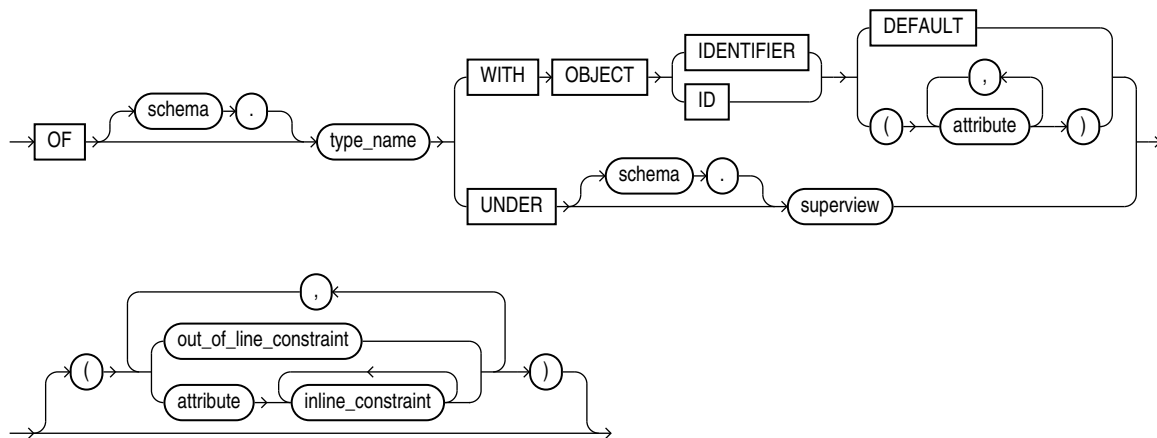 DEFAULT
IDENTIFIER
WITH OBJECT
ID
,
schema .
( attribute )
OF type_name
schema .
UNDER superview
,
out_of_line_constraint
( )
attribute inline_constraint